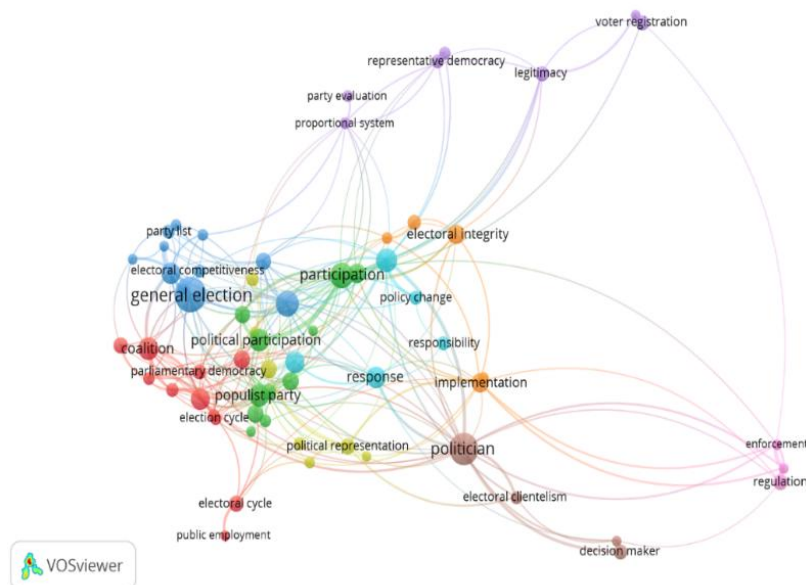 voter registration
representative democracy
legitimacy
party evaluation
proportional system
party list
electoral integrity
electoral competitiveness
participation
general election
policy change
political participation
responsibility
coalition
parliamentary democracy
response
implementation
populist party
election cycle
political representation
politician
enforcement
regulation
electoral cycle
electoral clientelism
public employment
decision maker
VOSviewer